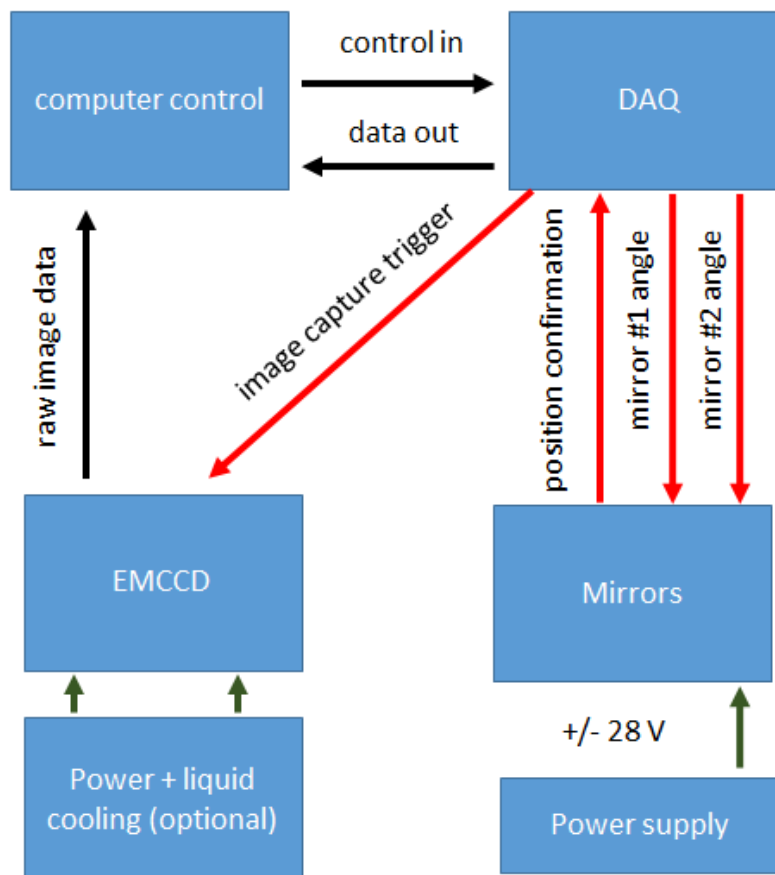 control in
computer control
DAQ
data out
image capture trigger
raw image data
position confirmation
mirror #1 angle
mirror #2 angle
EMCCD
Mirrors
+/- 28 V
Power + liquid
cooling (optional)
Power supply